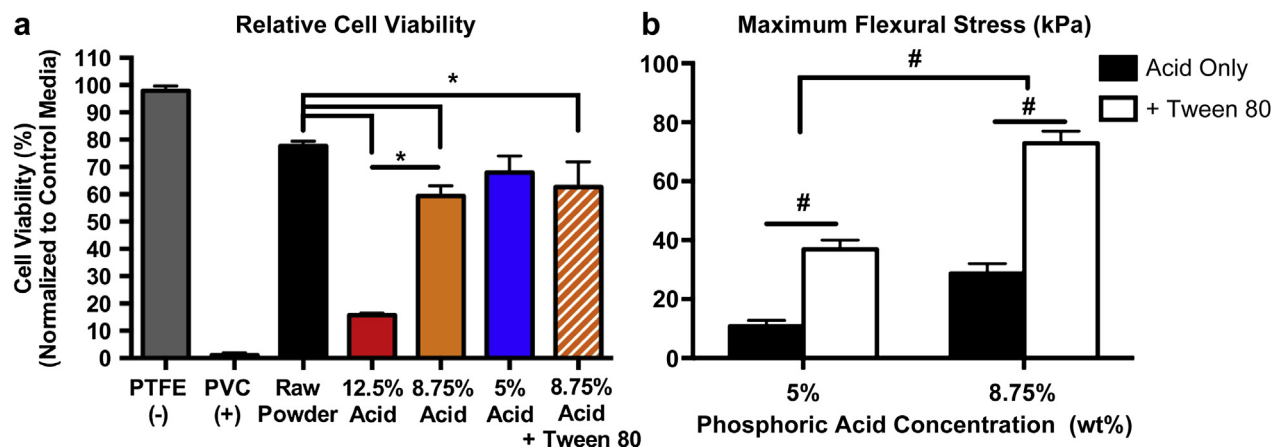 a
Relative Cell Viability
Cell Viability (%)
(Normalized to Control Media)
110
100
90
80
70
60
50
40
30
20
10
0
*
*
PTFE
(-)
PVC
(+)
Raw
Powder
12.5%
Acid
8.75%
Acid
5%
Acid
8.75%
Acid
+ Tween 80
b
Maximum Flexural Stress (kPa)
100
80
60
40
20
0
#
#
#
Acid Only
+ Tween 80
5%
8.75%
Phosphoric Acid Concentration (wt%)